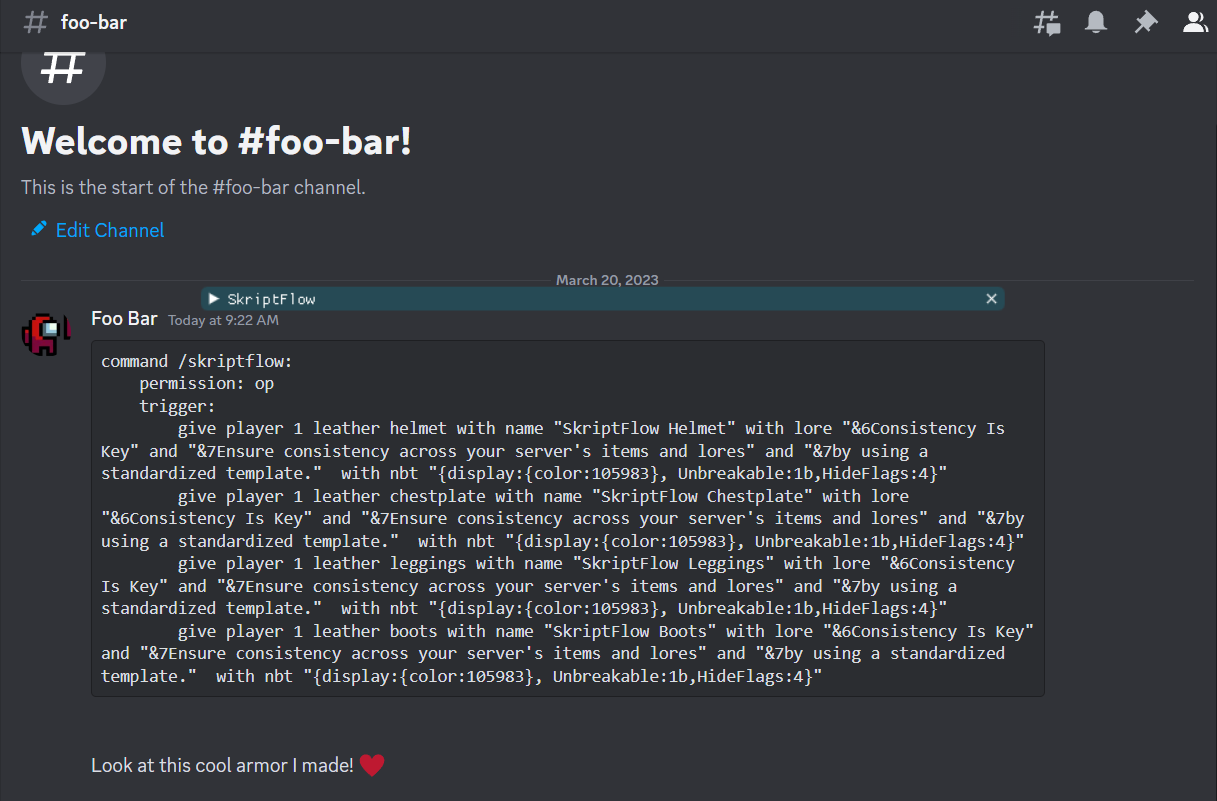 foo-bar
Welcome to #foo-bar!
This is the start of the #foo-bar channel.
Edit Channel
March 20, 2023
SkriptFlow
Foo Bar Today at 9:22 AM
command /skriptflow:
    permission: op
    trigger:
        give player 1 leather helmet with name "SkriptFlow Helmet" with lore "&6Consistency Is
Key" and "&7Ensure consistency across your server's items and lores" and "&7by using a
standardized template."  with nbt "{display:{color:105983}, Unbreakable:1b,HideFlags:4}"
        give player 1 leather chestplate with name "SkriptFlow Chestplate" with lore
"&6Consistency Is Key" and "&7Ensure consistency across your server's items and lores" and "&7by
using a standardized template."  with nbt "{display:{color:105983}, Unbreakable:1b,HideFlags:4}"
        give player 1 leather leggings with name "SkriptFlow Leggings" with lore "&6Consistency
Is Key" and "&7Ensure consistency across your server's items and lores" and "&7by using a
standardized template."  with nbt "{display:{color:105983}, Unbreakable:1b,HideFlags:4}"
        give player 1 leather boots with name "SkriptFlow Boots" with lore "&6Consistency Is Key"
and "&7Ensure consistency across your server's items and lores" and "&7by using a standardized
template."  with nbt "{display:{color:105983}, Unbreakable:1b,HideFlags:4}"
Look at this cool armor I made! ❤️